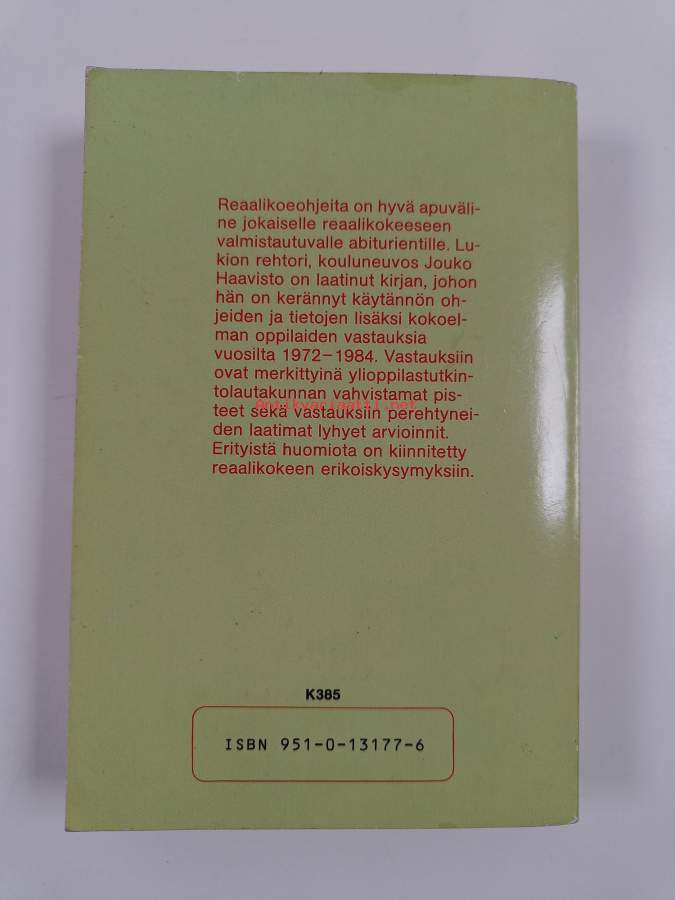 Reaalikoeohjeita on hyvä apuväli-
ne jokaiselle reaalikokeeseen
valmistautuvalle abiturientille. Lu-
kion rehtori, kouluneuvos Jouko
Haavisto on laatinut kirjan, johon
hän on kerännyt käytännön oh-
jeiden ja tietojen lisäksi kokoel-
man oppilaiden vastauksia
vuosilta 1972–1984. Vastauksiin
ovat merkittyinä ylioppilastutkin-
tolautakunnan vahvistamat pis-
antikvariaatti.net
teet sekä vastauksiin perehtynei-
den laatimat lyhyet arvioinnit.
Erityistä huomiota on kiinnitetty
reaalikokeen erikoiskysymyksiin.
K385
ISBN 951-0-13177-6